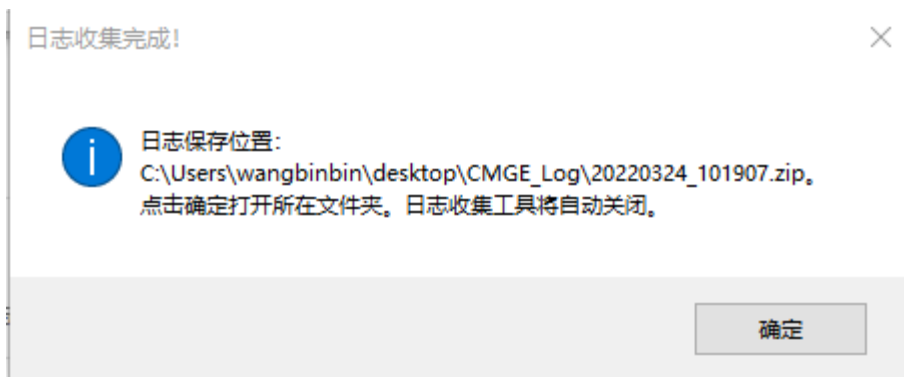 日志收集完成!
日志保存位置:
C:\Users\wangbinbin\desktop\CMGE_Log\20220324_101907.zip。
点击确定打开所在文件夹。日志收集工具将自动关闭。
确定